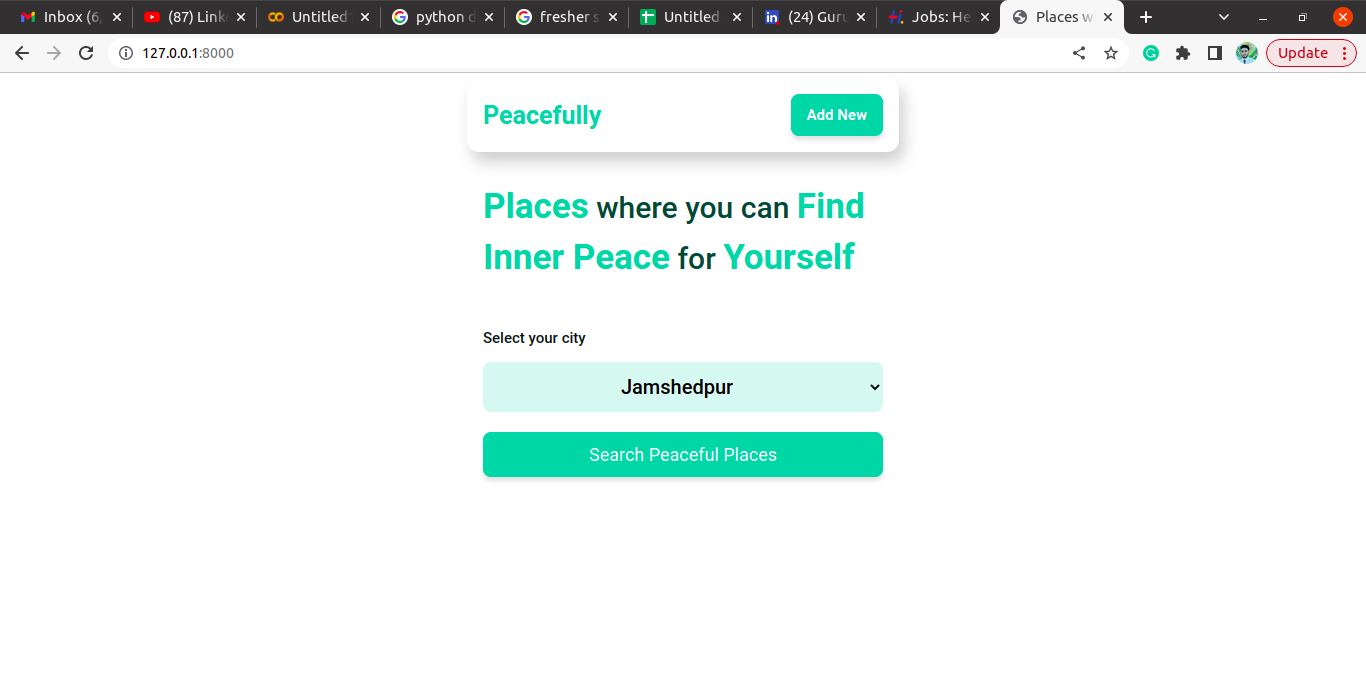 Inbox (6,
(87) Link
Untitled
python d
fresher s
Untitled
(24) Guru
Jobs: He
Places w
127.0.0.1:8000
Update
Peacefully
Add New
Places where you can Find
Inner Peace for Yourself
Select your city
Jamshedpur
Search Peaceful Places